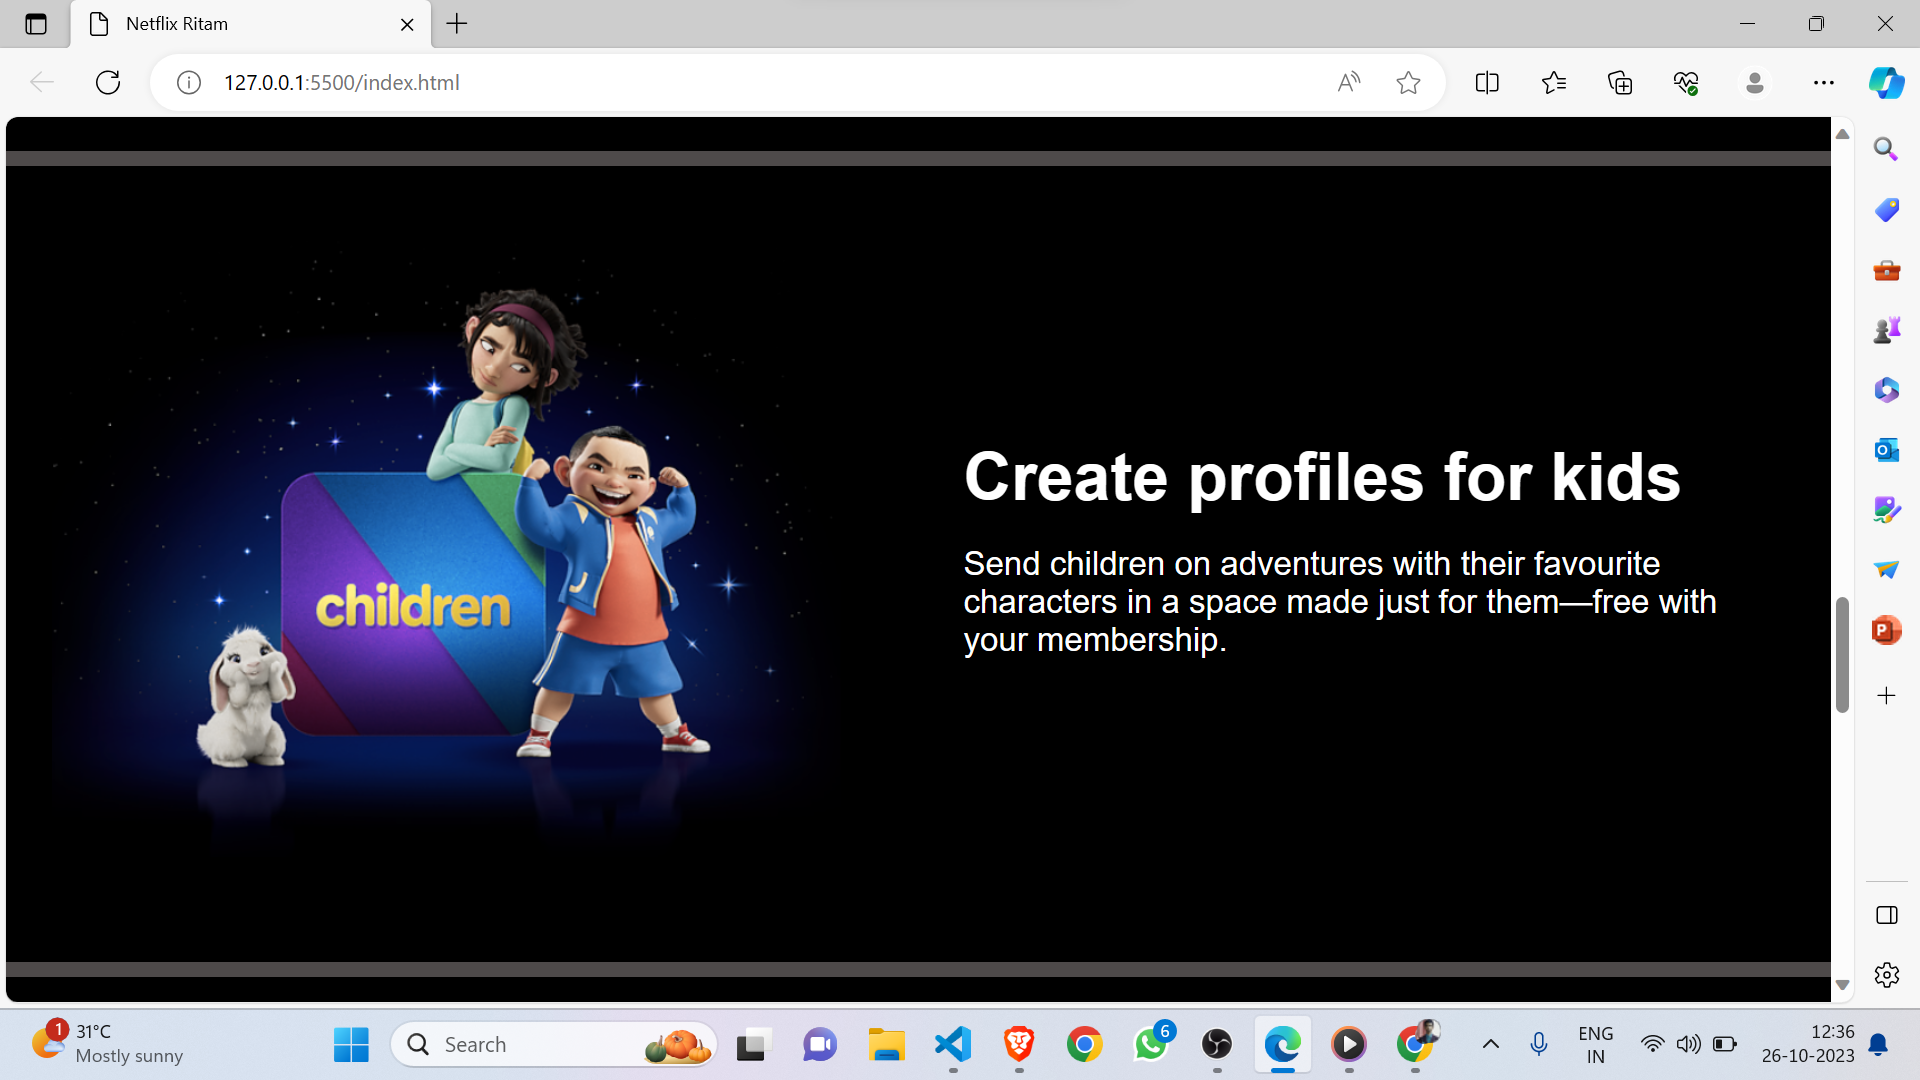 Netflix Ritam
127.0.0.1:5500/index.html
Create profiles for kids
Send children on adventures with their favourite
characters in a space made just for them—free with
your membership.
children
1
31°C
Mostly sunny
Search
6
ENG
IN
12:36
26-10-2023